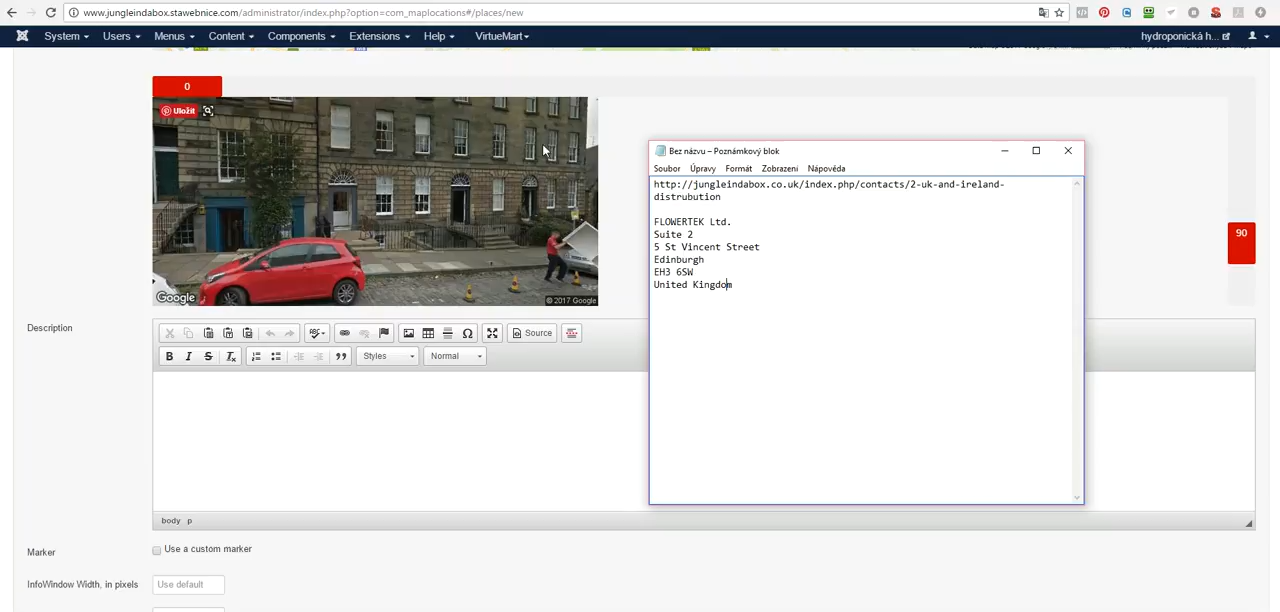 www.jungleindabox.stawebnice.com/administrator/index.php?option=com_maplocations#/places/new
System Users Menus Content Components Extensions Help VirtueMart hydroponická h...
0
Uložit
Google
© 2017 Google
90
Bez názvu – Poznámkový blok
Soubor Úpravy Formát Zobrazení Nápověda
http://jungleindabox.co.uk/index.php/contacts/2-uk-and-ireland-
distrubution
FLOWERTEK Ltd.
Suite 2
5 St Vincent Street
Edinburgh
EH3 6SW
United Kingdom
Description
Source
B I S Tx Styles Normal
body p
Marker Use a custom marker
InfoWindow Width, in pixels Use default